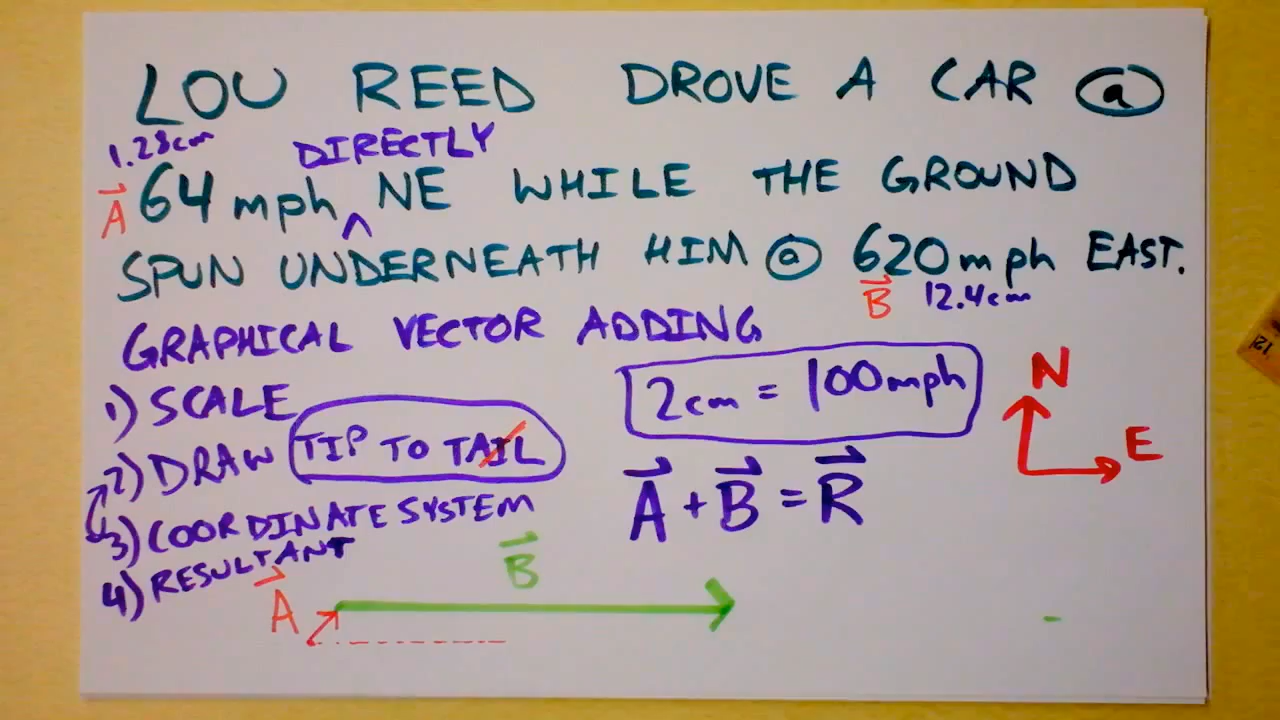 LOU REED DROVE A CAR @
1.28cm DIRECTLY
A 64 mph ^ NE WHILE THE GROUND
SPUN UNDERNEATH HIM @ 620 mph EAST.
B 12.4cm
GRAPHICAL VECTOR ADDING
1) SCALE
2cm = 100mph
2) DRAW TIP TO TAIL
3) COORDINATE SYSTEM
4) RESULTANT
A + B = R
N
E
A
B
12